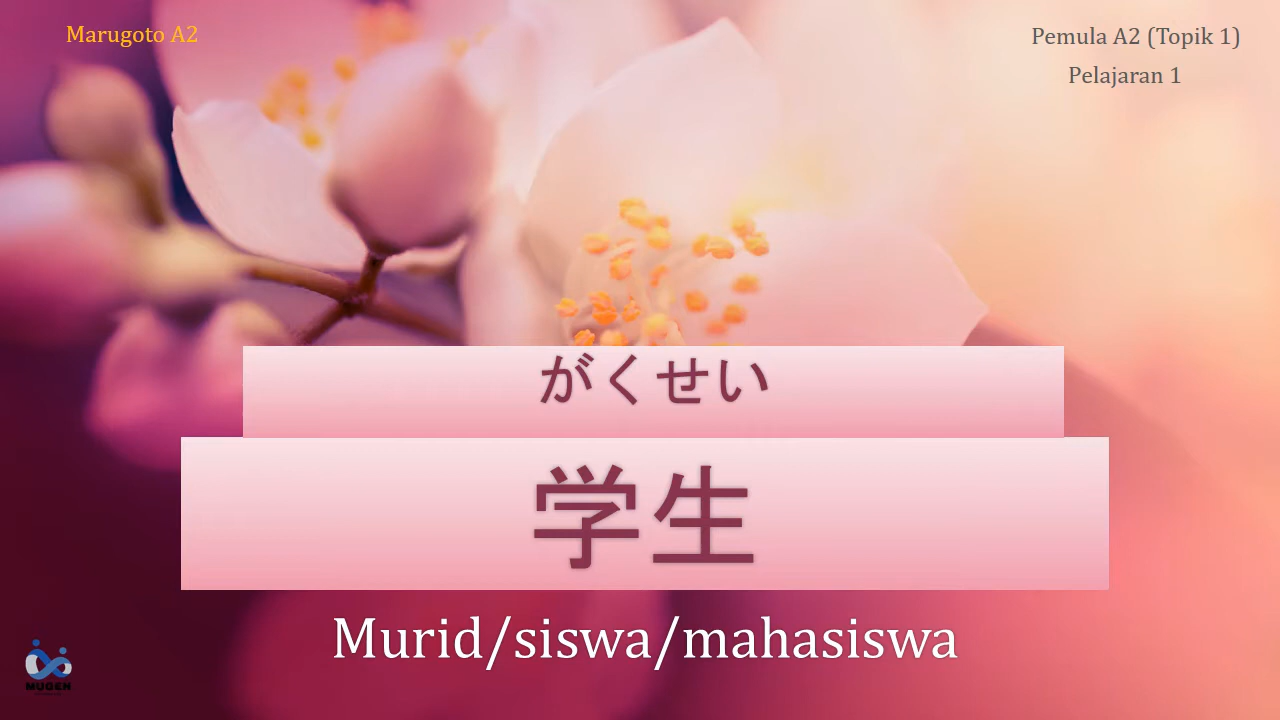 Marugoto A2
Pemula A2 (Topik 1)
Pelajaran 1
がくせい
学生
Murid/siswa/mahasiswa
MUGEN